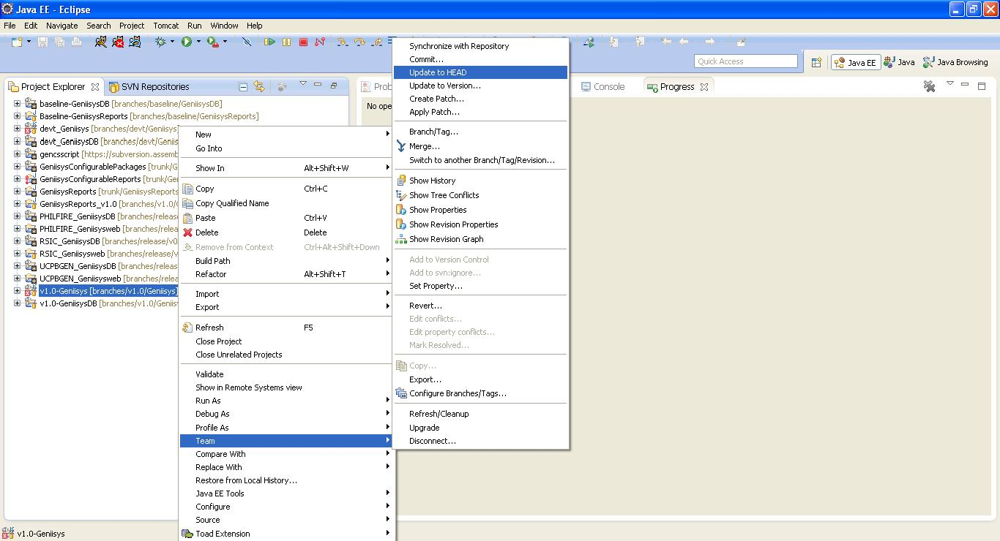 Java EE - Eclipse
File Edit Navigate Search Project Tomcat Run Window Help
Quick Access
Java EE
Java
Java Browsing
Project Explorer
SVN Repositories
Console
Progress
No ope
baseline-GeniisysDB [branches/baseline/GeniisysDB]
Baseline-GeniisysReports [branches/baseline/GeniisysReports]
devt_Geniisys [branches/devt/Geniisys]
devt_GeniisysDB [branches/devt/Geniis
gencsscript [https://subversion.assemb
GeniisysConfigurablePackages [trunk/G
GeniisysConfigurableReports [trunk/Ger
GeniisysReports [trunk/GeniisysReports
GeniisysReports_v1.0 [branches/v1.0/G
PHILFIRE_GeniisysDB [branches/release
PHILFIRE_Geniisysweb [branches/releas
RSIC_GeniisysDB [branches/release/v0
RSIC_Geniisysweb [branches/release/v
UCPBGEN_GeniisysDB [branches/releas
UCPBGEN_Geniisysweb [branches/relea
v1.0-Geniisys [branches/v1.0/Geniisys]
v1.0-GeniisysDB [branches/v1.0/Geniis
New
Go Into
Show In Alt+Shift+W
Copy Ctrl+C
Copy Qualified Name
Paste Ctrl+V
Delete Delete
Remove from Context Ctrl+Alt+Shift+Down
Build Path
Refactor Alt+Shift+T
Import
Export
Refresh F5
Close Project
Close Unrelated Projects
Validate
Show in Remote Systems view
Run As
Debug As
Profile As
Team
Compare With
Replace With
Restore from Local History...
Java EE Tools
Configure
Source
Toad Extension
Synchronize with Repository
Commit...
Update to HEAD
Update to Version...
Create Patch...
Apply Patch...
Branch/Tag...
Merge...
Switch to another Branch/Tag/Revision...
Show History
Show Tree Conflicts
Show Properties
Show Revision Properties
Show Revision Graph
Add to Version Control
Add to svn:ignore...
Set Property...
Revert...
Edit conflicts...
Edit property conflicts...
Mark Resolved...
Copy...
Export...
Configure Branches/Tags...
Refresh/Cleanup
Upgrade
Disconnect...
v1.0-Geniisys